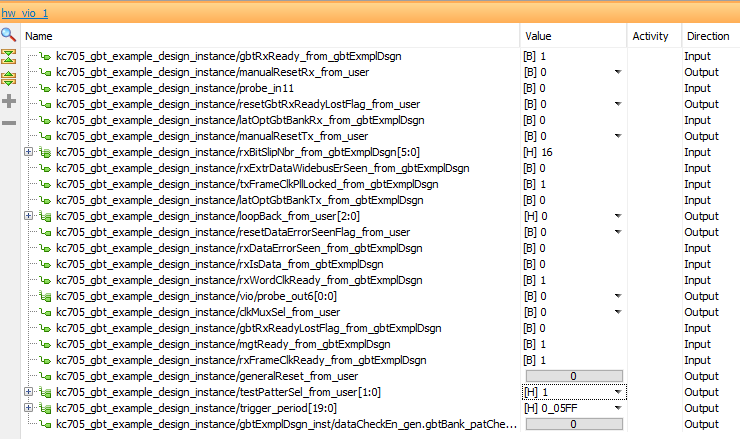 hw_vio_1
Name Value Activity Direction
kc705_gbt_example_design_instance/gbtRxReady_from_gbtExmplDsgn [B] 1 Input
kc705_gbt_example_design_instance/manualResetRx_from_user [B] 0 Output
kc705_gbt_example_design_instance/probe_in11 [B] 0 Input
kc705_gbt_example_design_instance/resetGbtRxReadyLostFlag_from_user [B] 0 Output
kc705_gbt_example_design_instance/latOptGbtBankRx_from_gbtExmplDsgn [B] 0 Input
kc705_gbt_example_design_instance/manualResetTx_from_user [B] 0 Output
kc705_gbt_example_design_instance/rxBitSlipNbr_from_gbtExmplDsgn[5:0] [H] 16 Input
kc705_gbt_example_design_instance/rxExtrDataWidebusErSeen_from_gbtExmplDsgn [B] 0 Input
kc705_gbt_example_design_instance/txFrameClkPllLocked_from_gbtExmplDsgn [B] 1 Input
kc705_gbt_example_design_instance/latOptGbtBankTx_from_gbtExmplDsgn [B] 0 Input
kc705_gbt_example_design_instance/loopBack_from_user[2:0] [H] 0 Output
kc705_gbt_example_design_instance/resetDataErrorSeenFlag_from_user [B] 0 Output
kc705_gbt_example_design_instance/rxDataErrorSeen_from_gbtExmplDsgn [B] 0 Input
kc705_gbt_example_design_instance/rxIsData_from_gbtExmplDsgn [B] 0 Input
kc705_gbt_example_design_instance/rxWordClkReady_from_gbtExmplDsgn [B] 1 Input
kc705_gbt_example_design_instance/vio/probe_out6[0:0] [B] 0 Output
kc705_gbt_example_design_instance/clkMuxSel_from_user [B] 0 Output
kc705_gbt_example_design_instance/gbtRxReadyLostFlag_from_gbtExmplDsgn [B] 0 Input
kc705_gbt_example_design_instance/mgtReady_from_gbtExmplDsgn [B] 1 Input
kc705_gbt_example_design_instance/rxFrameClkReady_from_gbtExmplDsgn [B] 1 Input
kc705_gbt_example_design_instance/generalReset_from_user 0 Output
kc705_gbt_example_design_instance/testPatterSel_from_user[1:0] [H] 1 Output
kc705_gbt_example_design_instance/trigger_period[19:0] [H] 0_05FF Output
kc705_gbt_example_design_instance/gbtExmplDsgn_inst/dataCheckEn_gen.gbtBank_patChe... 0 Output